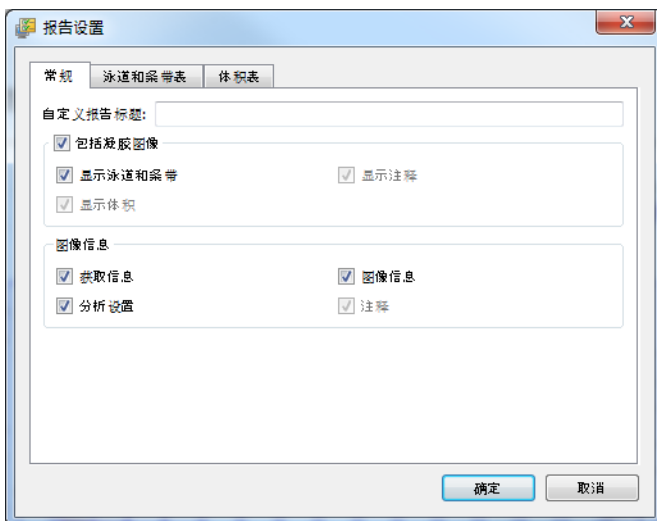 报告设置
常规 泳道和条带表 体积表
自定义报告标题:
包括凝胶图像
显示泳道和条带 显示注释
显示体积
图像信息
获取信息 图像信息
分析设置 注释
确定 取消